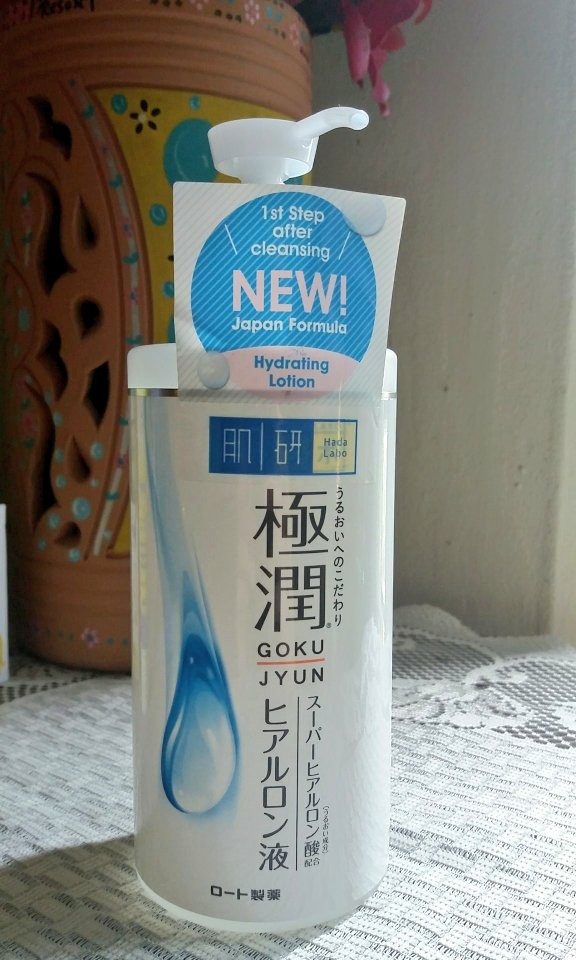 Resort
1st Step
after
cleansing
NEW!
Japan Formula
Hydrating
Lotion
肌研
Hada
Labo
うるおいへのこだわり
極潤®
GOKU
JYUN
スーパーヒアルロン酸配合
(うるおい成分)
ヒアルロン液
ロート製薬